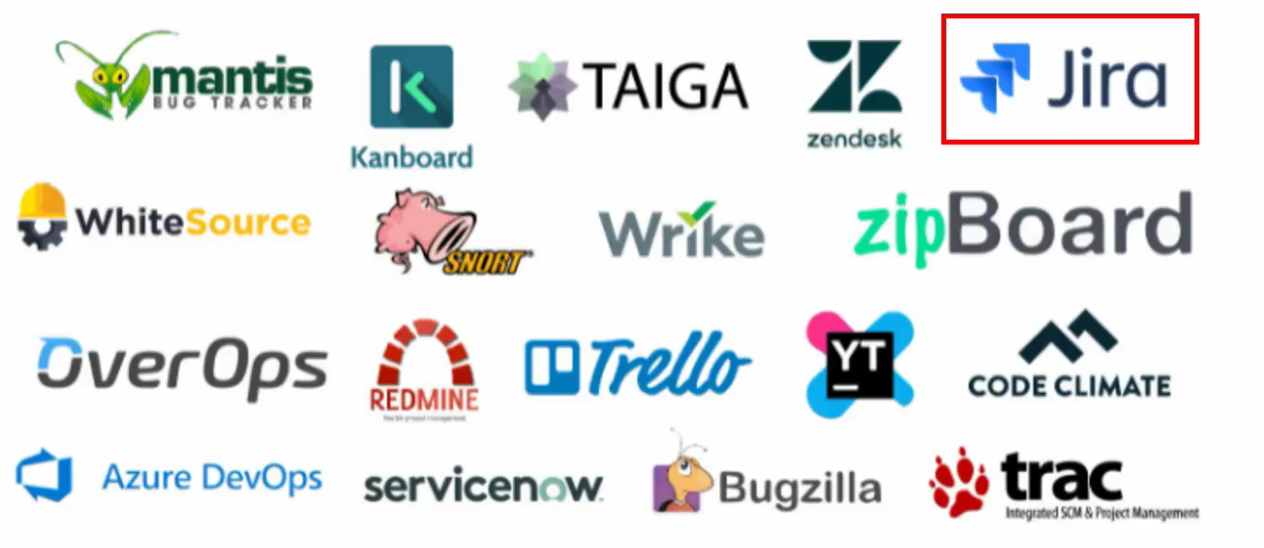 mantis
BUG TRACKER
Kanboard
TAIGA
zendesk
Jira
WhiteSource
SNORT
Wrike
zipBoard
OverOps
REDMINE
Trello
YT
CODE CLIMATE
Azure DevOps
servicenow.
Bugzilla
trac
Integrated SCM & Project Management